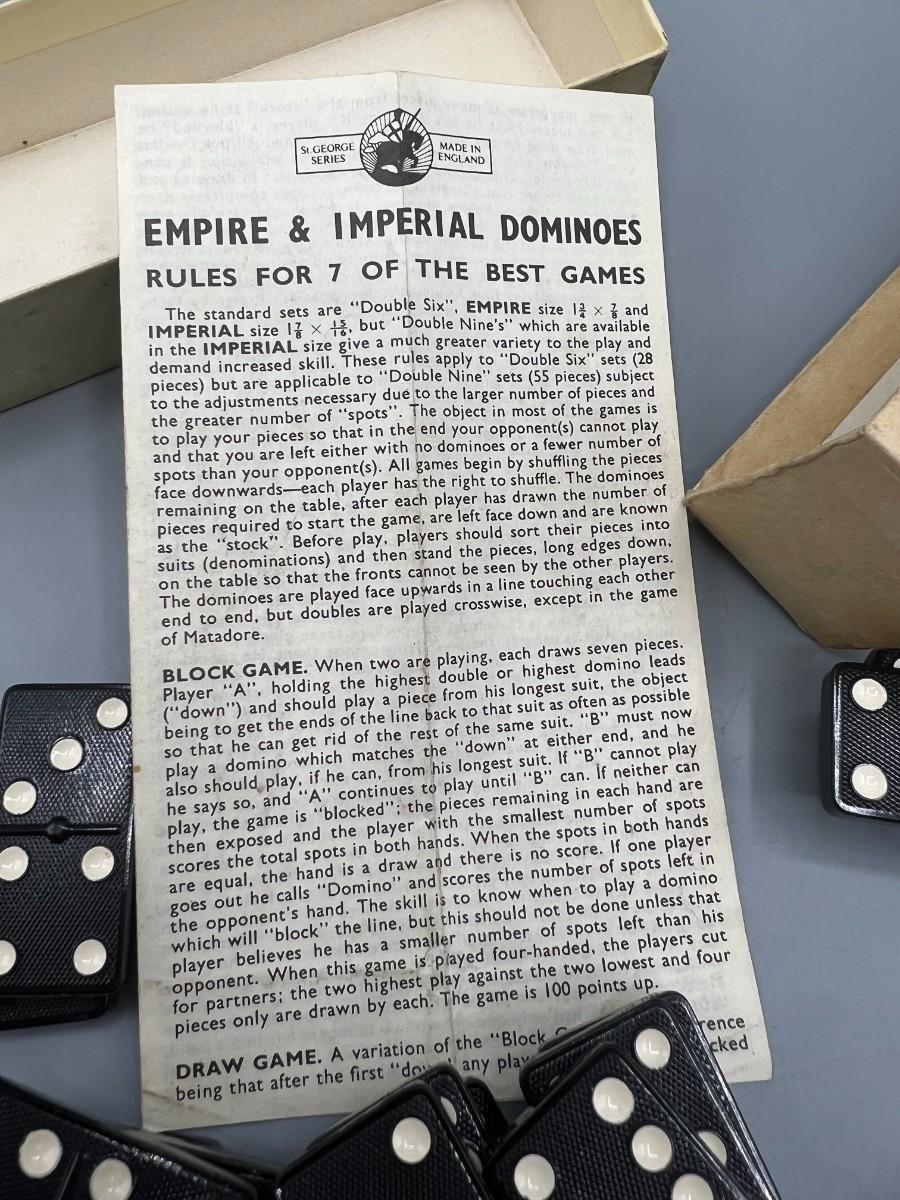 St. GEORGE SERIES
MADE IN ENGLAND
EMPIRE & IMPERIAL DOMINOES
RULES FOR 7 OF THE BEST GAMES
The standard sets are "Double Six", EMPIRE size 1¾ × ⅞ and
IMPERIAL size 1⅞ × 15/16, but "Double Nine's" which are available
in the IMPERIAL size give a much greater variety to the play and
demand increased skill. These rules apply to "Double Six" sets (28
pieces) but are applicable to "Double Nine" sets (55 pieces) subject
to the adjustments necessary due to the larger number of pieces and
the greater number of "spots". The object in most of the games is
to play your pieces so that in the end your opponent(s) cannot play
and that you are left either with no dominoes or a fewer number of
spots than your opponent(s). All games begin by shuffling the pieces
face downwards—each player has the right to shuffle. The dominoes
remaining on the table, after each player has drawn the number of
pieces required to start the game, are left face down and are known
as the "stock". Before play, players should sort their pieces into
suits (denominations) and then stand the pieces, long edges down,
on the table so that the fronts cannot be seen by the other players.
The dominoes are played face upwards in a line touching each other
end to end, but doubles are played crosswise, except in the game
of Matadore.
BLOCK GAME. When two are playing, each draws seven pieces.
Player "A", holding the highest double or highest domino leads
("down") and should play a piece from his longest suit, the object
being to get the ends of the line back to that suit as often as possible
so that he can get rid of the rest of the same suit. "B" must now
play a domino which matches the "down" at either end, and he
also should play, if he can, from his longest suit. If "B" cannot play
he says so, and "A" continues to play until "B" can. If neither can
play, the game is "blocked"; the pieces remaining in each hand are
then exposed and the player with the smallest number of spots
scores the total spots in both hands. When the spots in both hands
are equal, the hand is a draw and there is no score. If one player
goes out he calls "Domino" and scores the number of spots left in
the opponent's hand. The skill is to know when to play a domino
which will "block" the line, but this should not be done unless that
player believes he has a smaller number of spots left than his
opponent. When this game is played four-handed, the players cut
for partners; the two highest play against the two lowest and four
pieces only are drawn by each. The game is 100 points up.
DRAW GAME. A variation of the "Block
being that after the first any